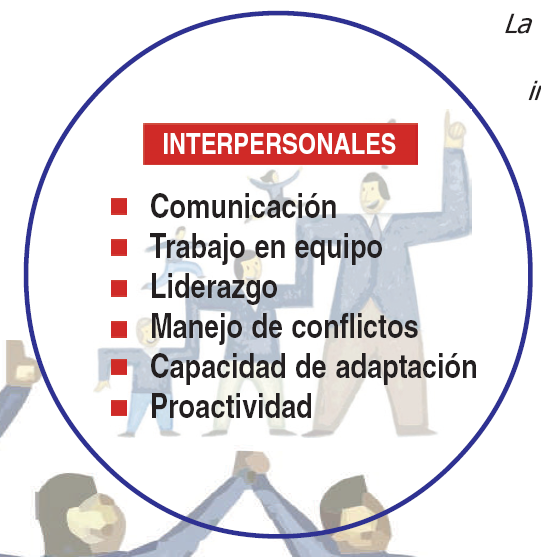 La
INTERPERSONALES
Comunicación
Trabajo en equipo
Liderazgo
Manejo de conflictos
Capacidad de adaptación
Proactividad